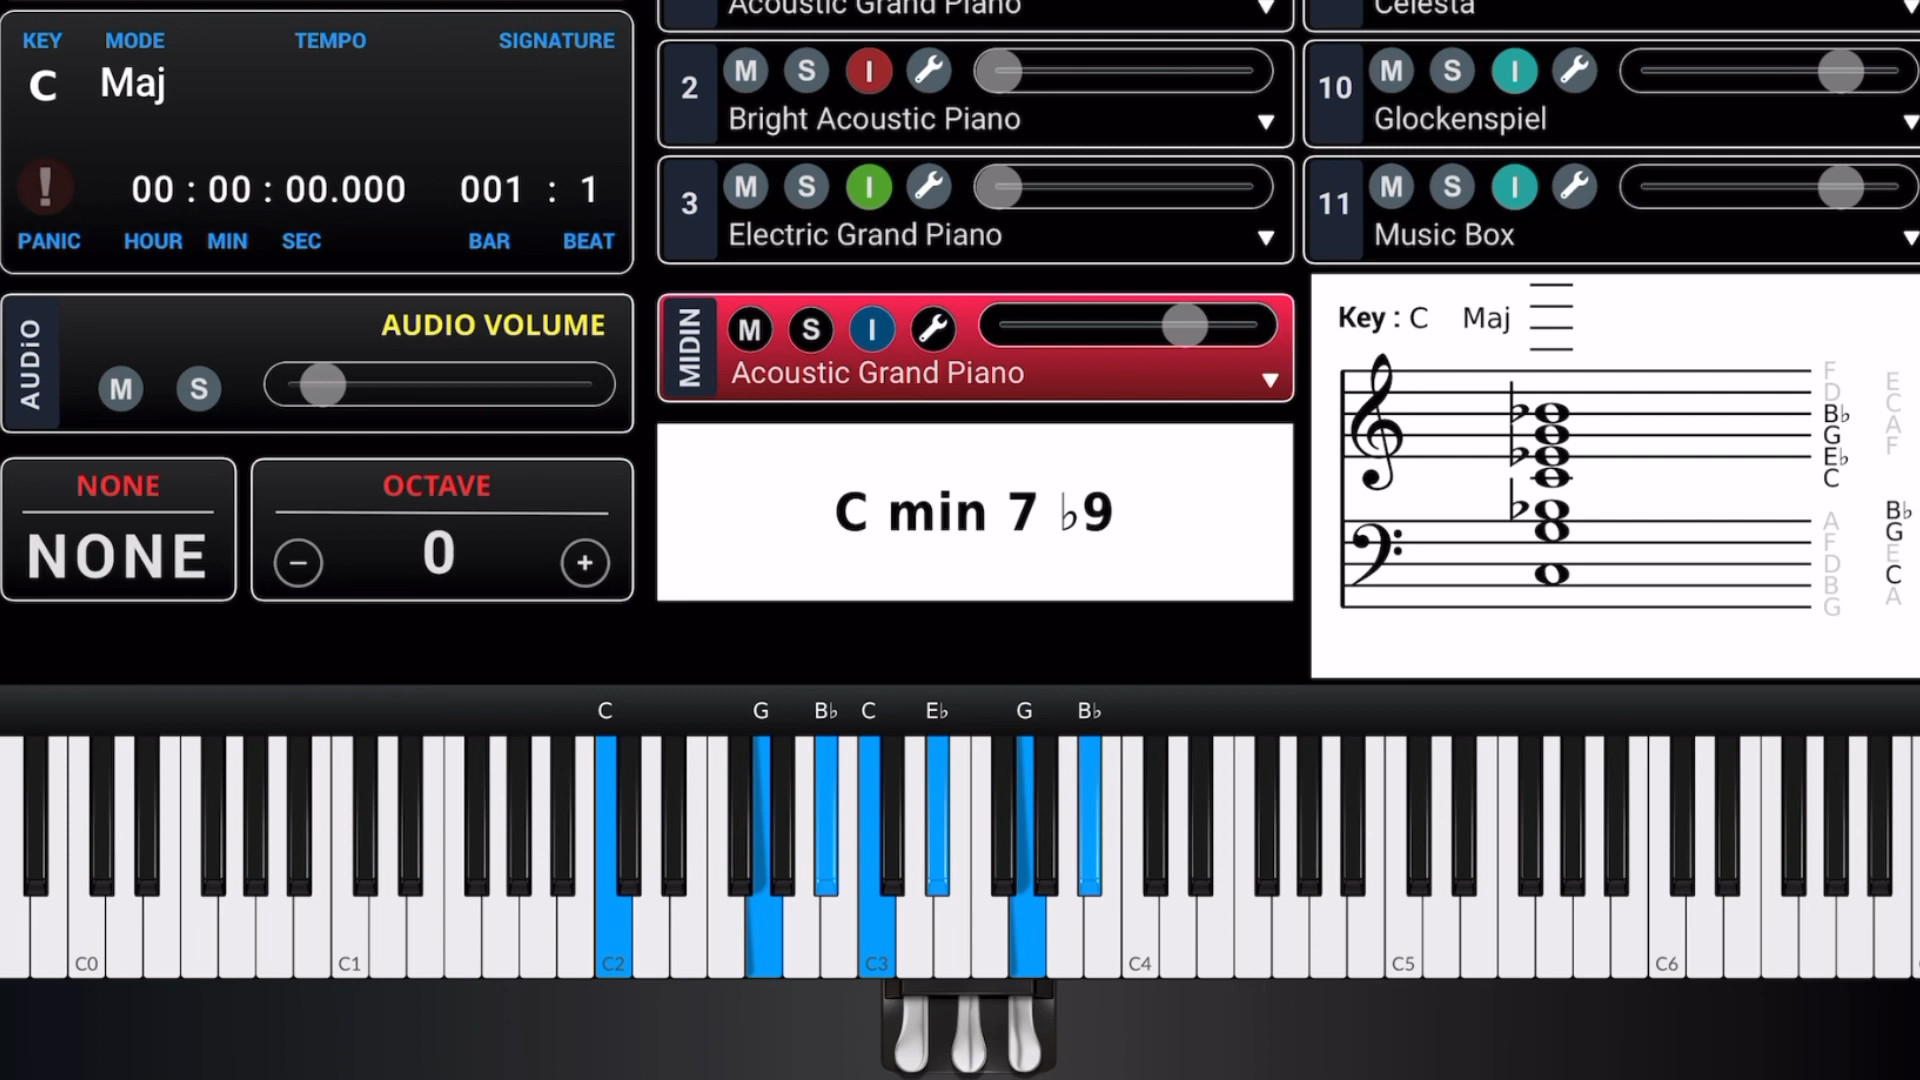 KEY MODE TEMPO SIGNATURE
C Maj
!
00 : 00 : 00.000 001 : 1
PANIC HOUR MIN SEC BAR BEAT
AUDiO
AUDIO VOLUME
M S
NONE
NONE
OCTAVE
− 0 +
Acoustic Grand Piano
2 M S I
Bright Acoustic Piano
3 M S I
Electric Grand Piano
MIDIN
M S I
Acoustic Grand Piano
C min 7 ♭9
Celesta
10 M S I
Glockenspiel
11 M S I
Music Box
Key : C Maj
F
D
B♭
G
E♭
C
E
C
A
F
A
F
D
B
G
B♭
G
E
C
A
C G B♭ C E♭ G B♭
C0 C1 C2 C3 C4 C5 C6